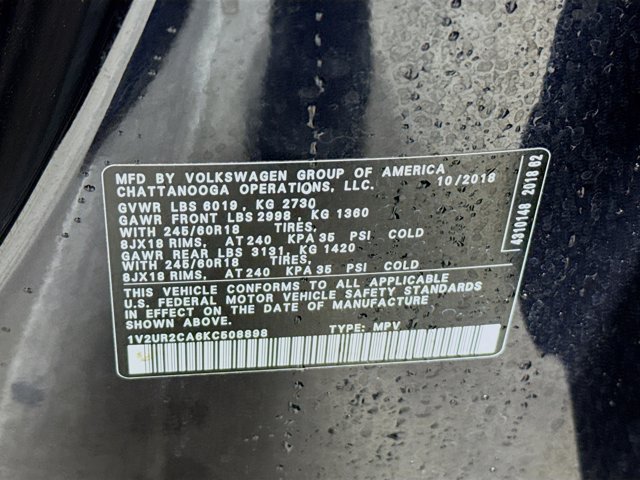 MFD BY VOLKSWAGEN GROUP OF AMERICA
CHATTANOOGA OPERATIONS, LLC. 10/2018
GVWR LBS 6019, KG 2730
GAWR FRONT LBS 2998, KG 1360
WITH 245/60R18 TIRES,
8JX18 RIMS, AT 240 KPA 35 PSI COLD
GAWR REAR LBS 3131, KG 1420
WITH 245/60R18 TIRES,
8JX18 RIMS, AT 240 KPA 35 PSI COLD
THIS VEHICLE CONFORMS TO ALL APPLICABLE
U.S. FEDERAL MOTOR VEHICLE SAFETY STANDARDS
IN EFFECT ON THE DATE OF MANUFACTURE
SHOWN ABOVE
1V2UR2CA6KC508898 TYPE: MPV
4310148 2018 62